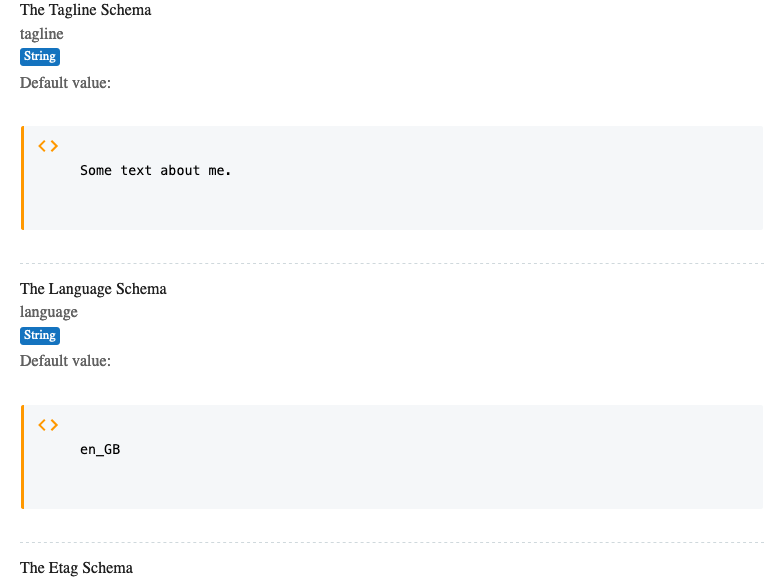 The Tagline Schema
tagline
String
Default value:
Some text about me.
The Language Schema
language
String
Default value:
en_GB
The Etag Schema